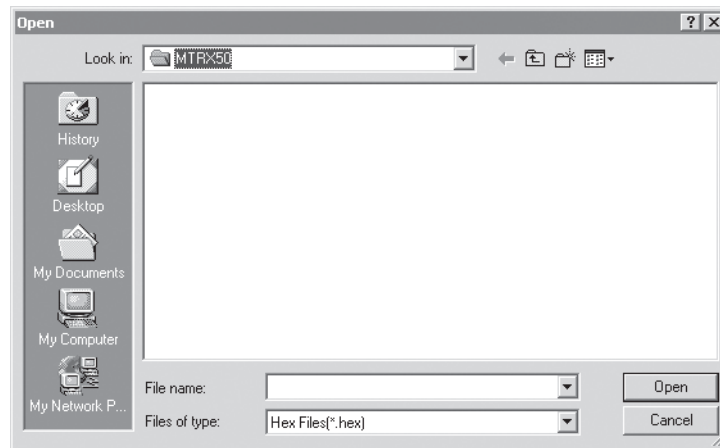 Open
Look in:
MTRX50
History
Desktop
My Documents
My Computer
My Network P...
File name:
Open
Files of type:
Hex Files(*.hex)
Cancel